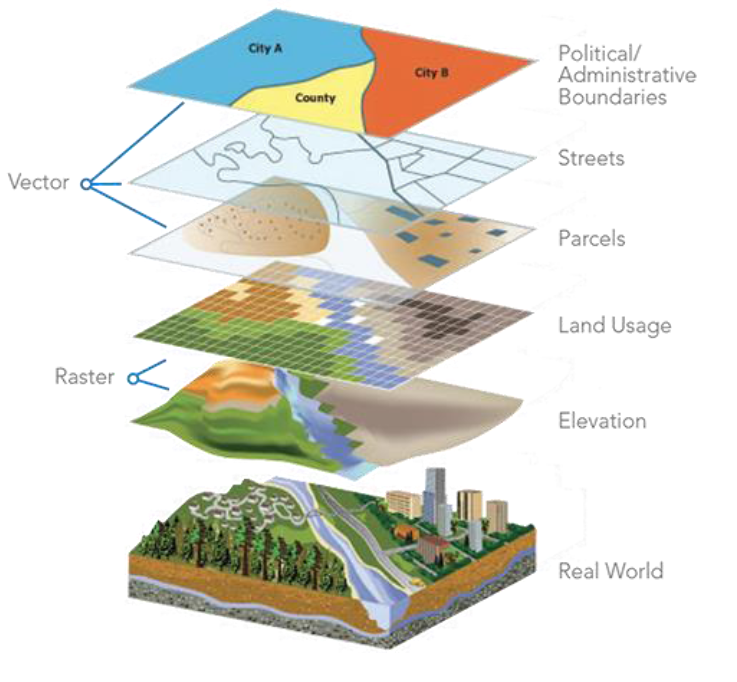 City A
City B
County
Political/
Administrative
Boundaries
Streets
Vector
Parcels
Land Usage
Raster
Elevation
Real World